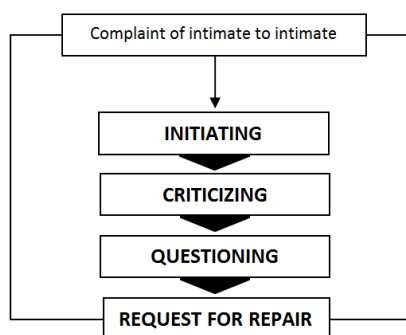 Complaint of intimate to intimate
INITIATING
CRITICIZING
QUESTIONING
REQUEST FOR REPAIR